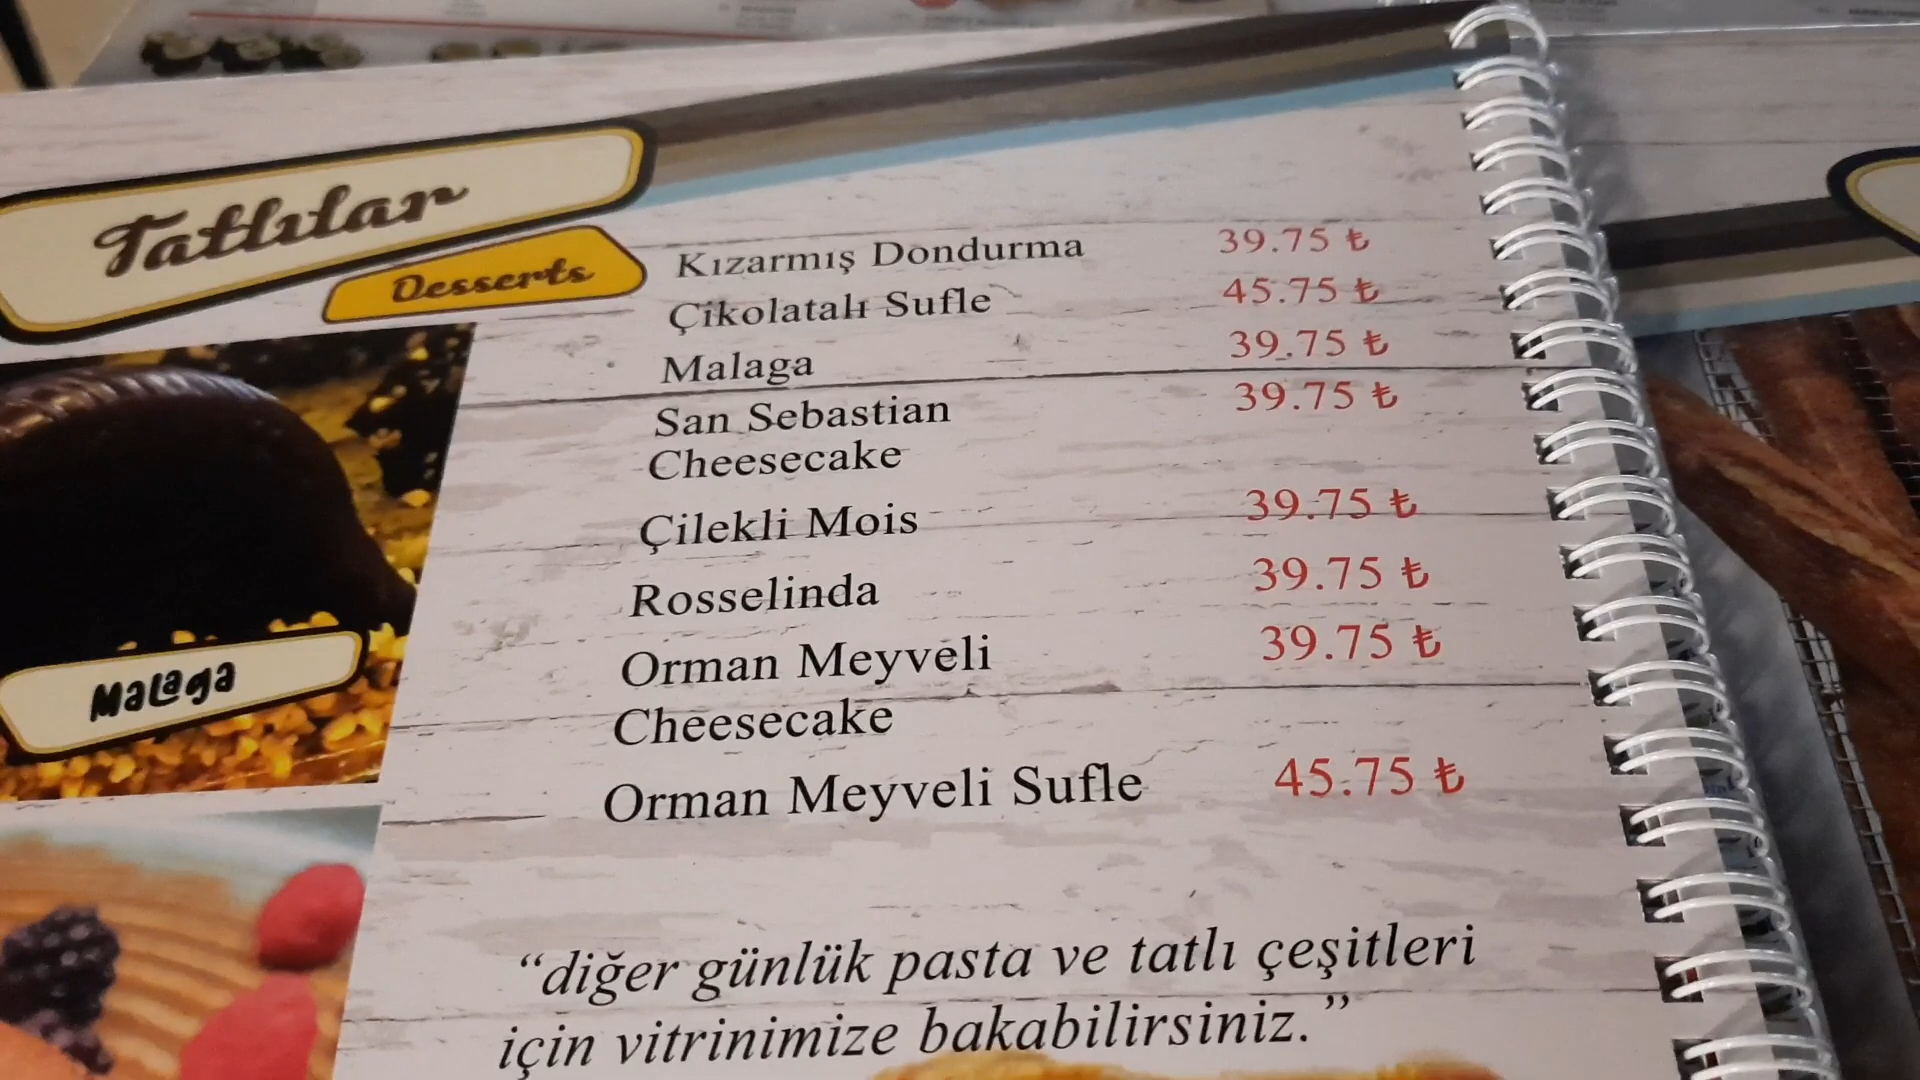 Tatlılar
Desserts
Kızarmış Dondurma 39.75 ₺
Çikolatalı Sufle 45.75 ₺
Malaga 39.75 ₺
San Sebastian 39.75 ₺
Cheesecake
Çilekli Mois 39.75 ₺
Rosselinda 39.75 ₺
Orman Meyveli 39.75 ₺
Cheesecake
Orman Meyveli Sufle 45.75 ₺
Malaga
“diğer günlük pasta ve tatlı çeşitleri
için vitrinimize bakabilirsiniz.”